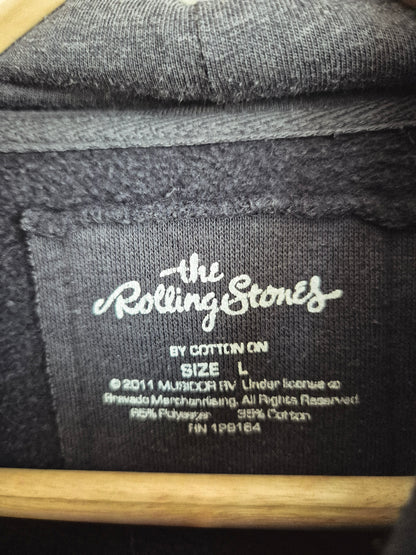 the
Rolling Stones
BY COTTON ON
SIZE L
© 2011 MUSIDOR BV Under license to
Bravado Merchandising. All Rights Reserved
65% Polyester 35% Cotton
RN 129164